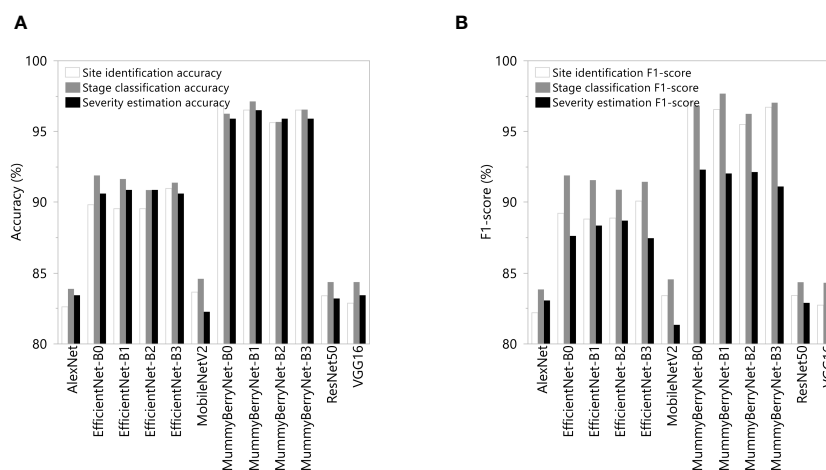 A
100
95
90
85
80
Accuracy (%)
Site identification accuracy
Stage classification accuracy
Severity estimation accuracy
AlexNet
EfficientNet-B0
EfficientNet-B1
EfficientNet-B2
EfficientNet-B3
MobileNetV2
MummyBerryNet-B0
MummyBerryNet-B1
MummyBerryNet-B2
MummyBerryNet-B3
ResNet50
VGG16
B
100
95
90
85
80
F1-score (%)
Site identification F1-score
Stage classification F1-score
Severity estimation F1-score
AlexNet
EfficientNet-B0
EfficientNet-B1
EfficientNet-B2
EfficientNet-B3
MobileNetV2
MummyBerryNet-B0
MummyBerryNet-B1
MummyBerryNet-B2
MummyBerryNet-B3
ResNet50
VGG16